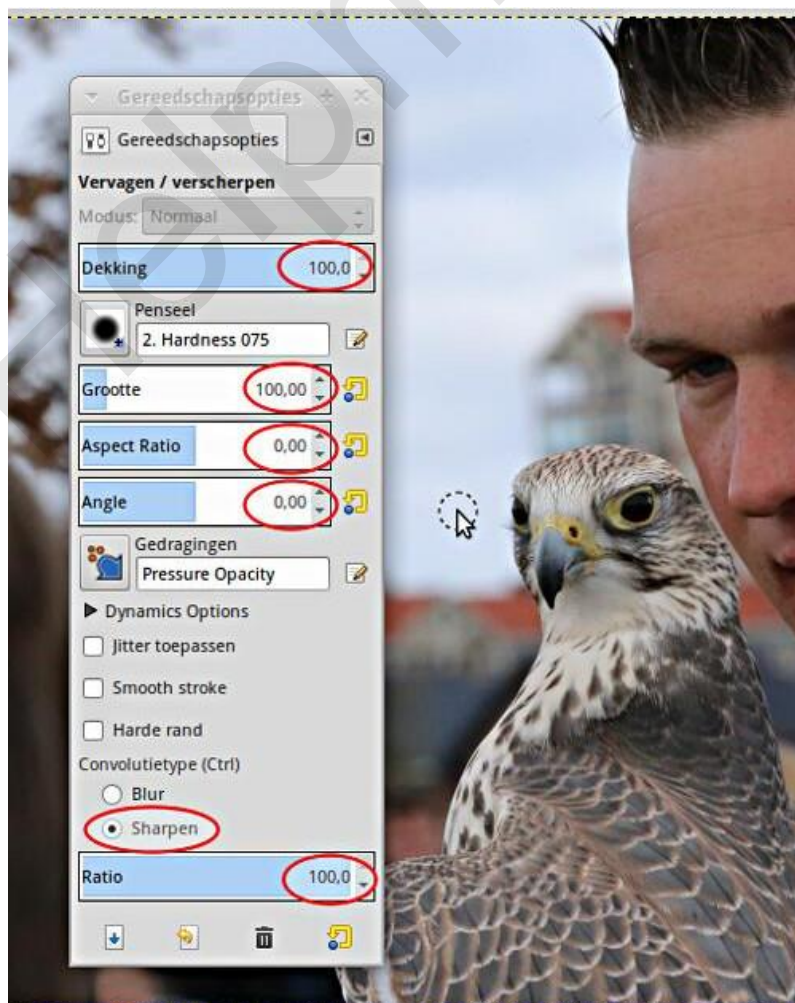 Gereedschapsopties
Gereedschapsopties
Vervagen / verscherpen
Modus: Normaal
Dekking 100,0
Penseel
2. Hardness 075
Grootte 100,00
Aspect Ratio 0,00
Angle 0,00
Gedragingen
Pressure Opacity
Dynamics Options
Jitter toepassen
Smooth stroke
Harde rand
Convolutietype (Ctrl)
Blur
Sharpen
Ratio 100,0